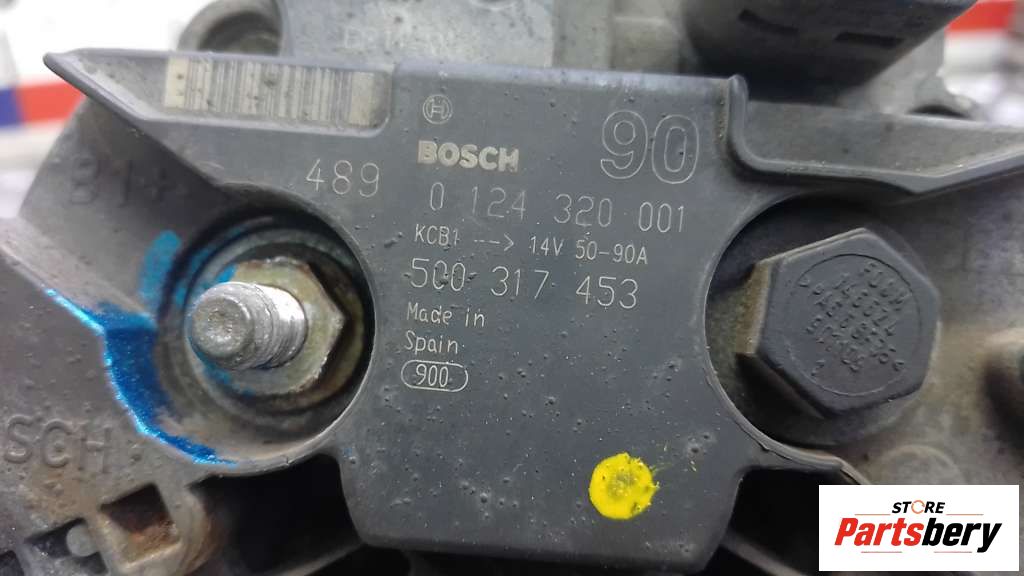 BOSCH
90
489
0 124 320 001
KCB1 --> 14V 50-90A
500 317 453
Made in
Spain
900
B1+
STORE
Partsbery